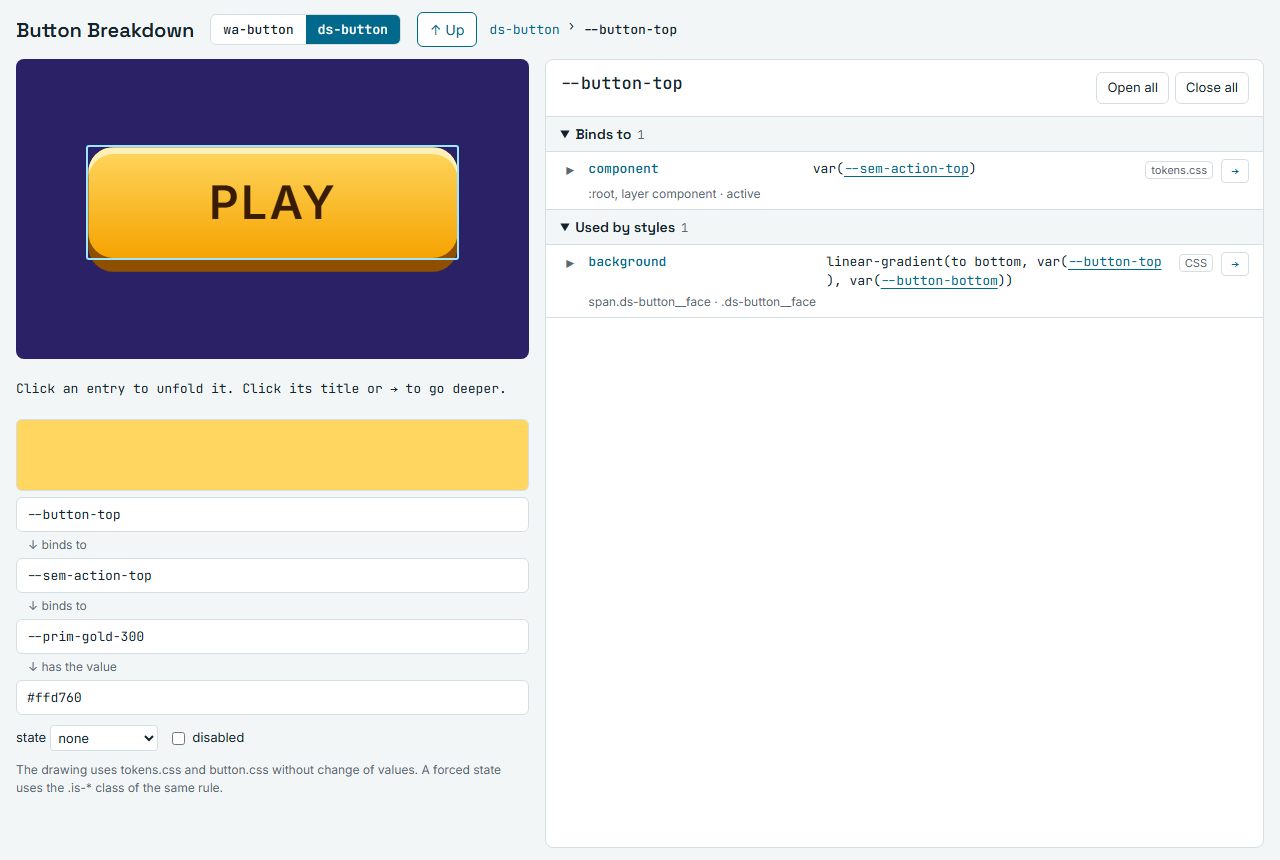 Button Breakdown
wa-button ds-button
↑ Up
ds-button › --button-top
PLAY
Click an entry to unfold it. Click its title or → to go deeper.
--button-top
↓ binds to
--sem-action-top
↓ binds to
--prim-gold-300
↓ has the value
#ffd760
state none disabled
The drawing uses tokens.css and button.css without change of values. A forced state
uses the .is-* class of the same rule.
--button-top
Open all Close all
▼ Binds to 1
▶ component var(--sem-action-top) tokens.css →
:root, layer component · active
▼ Used by styles 1
▶ background linear-gradient(to bottom, var(--button-top CSS →
), var(--button-bottom))
span.ds-button__face · .ds-button__face